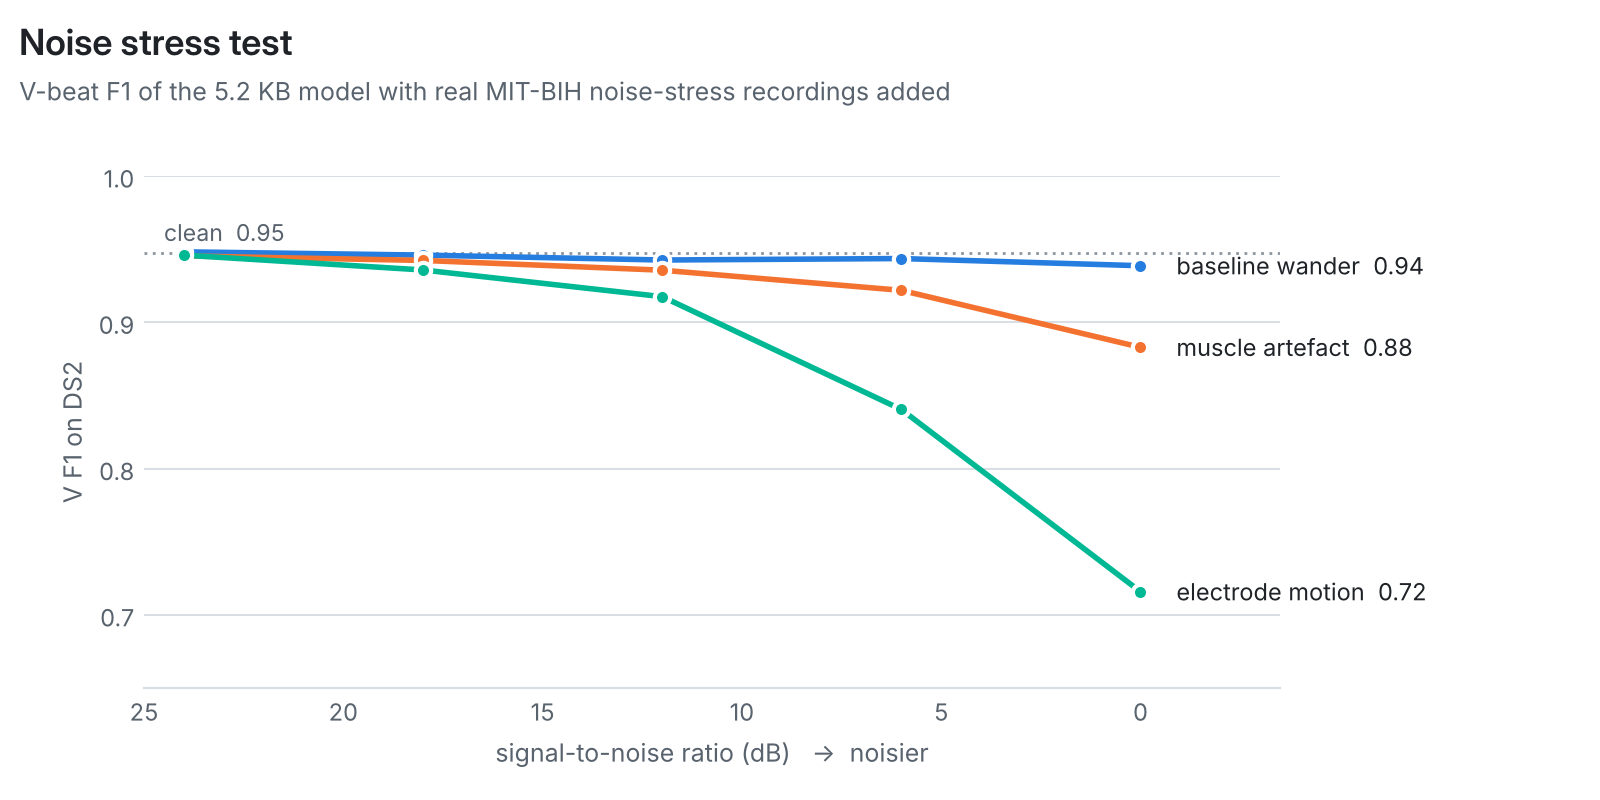 Noise stress test
V-beat F1 of the 5.2 KB model with real MIT-BIH noise-stress recordings added
1.0
clean 0.95
baseline wander 0.94
0.9
muscle artefact 0.88
V F1 on DS2
0.8
electrode motion 0.72
0.7
25 20 15 10 5 0
signal-to-noise ratio (dB) → noisier